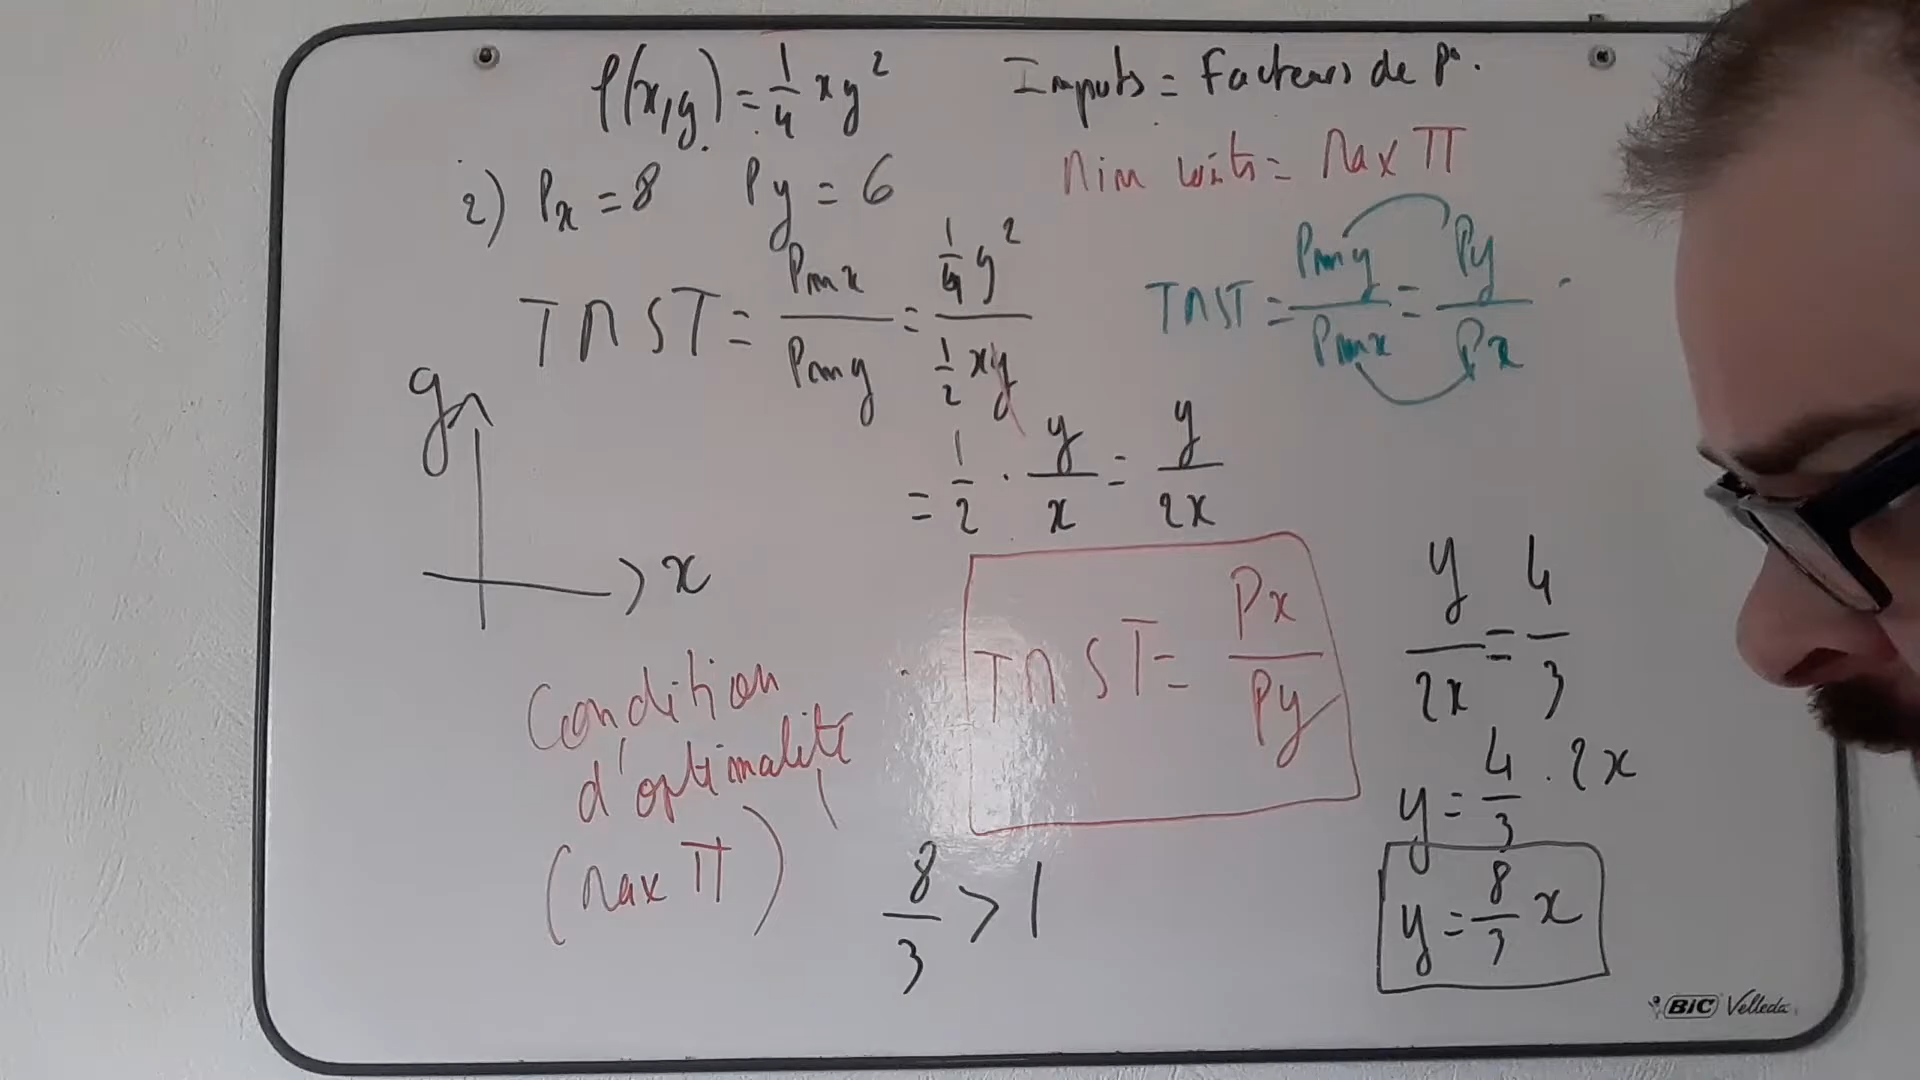 f(x,y) = 1/4 xy²
Inputs = Facteurs de P°.
2) Px = 8 Py = 6
Min coûts = Max Π
TMST = Pmx/Pmy = (1/4 y²)/(1/2 xy)
TMST = Pmy/Pmx = Py/Px
= 1/2 · y/x = y/2x
y
x
TMST = Px/Py
y/2x = 4/3
y = 4/3 · 2x
y = 8/3 x
Condition
d'optimalité
(Max Π)
8/3 > 1
BIC Velleda